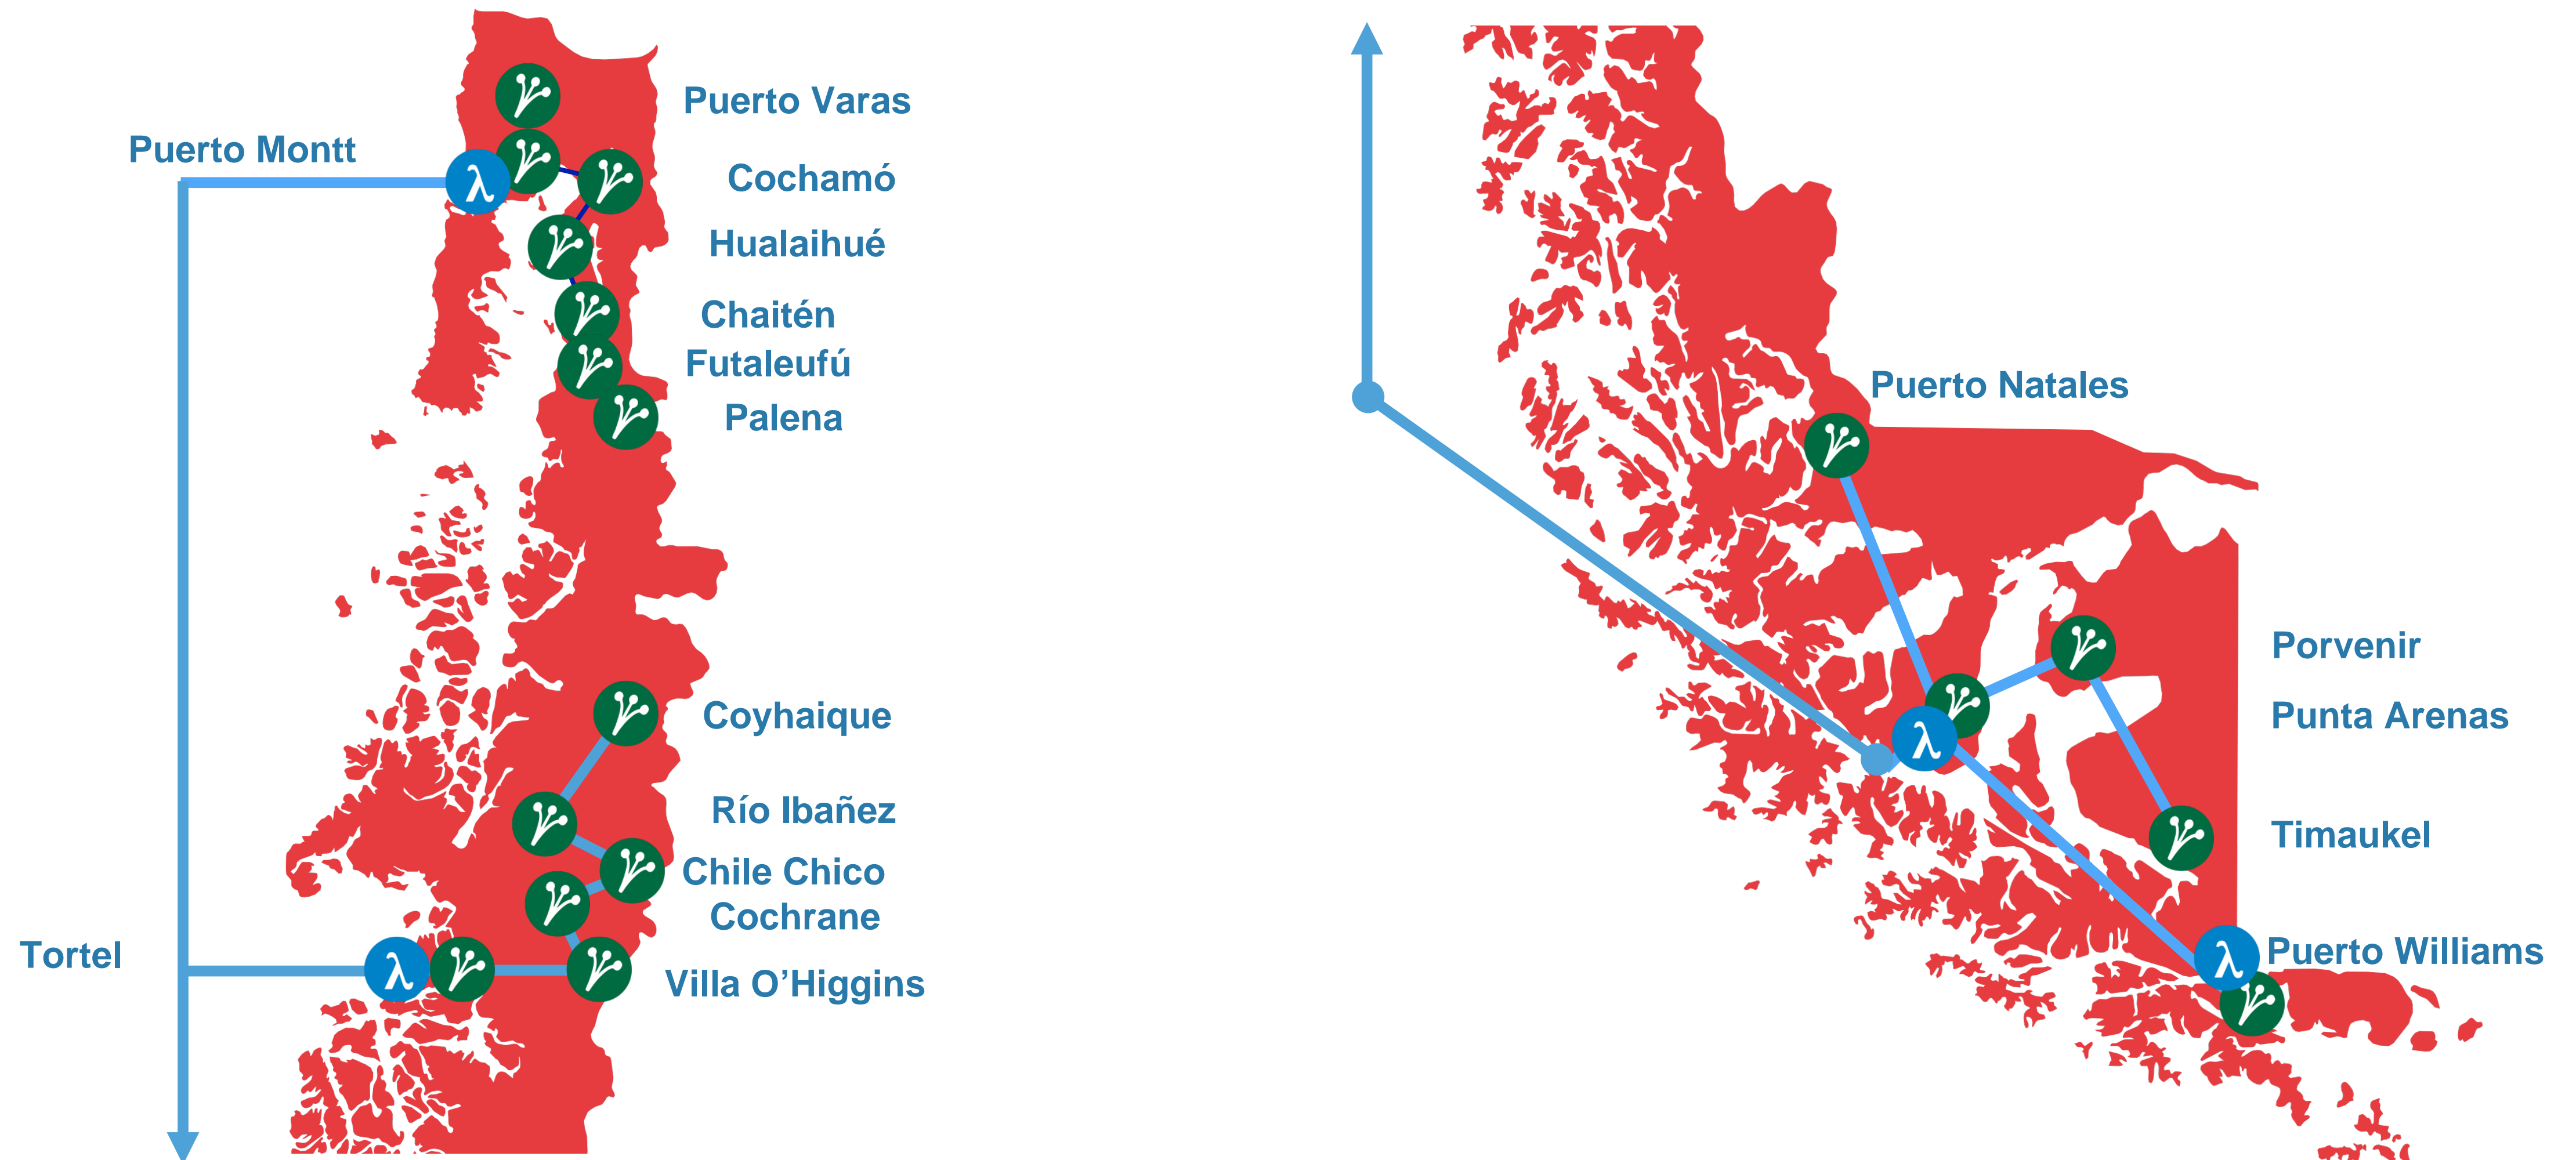 Puerto Varas
Puerto Montt
Cochamó
Hualaihué
Chaitén
Futaleufú
Palena
Coyhaique
Río Ibañez
Chile Chico
Cochrane
Tortel
Villa O’Higgins
λ
λ
Puerto Natales
Porvenir
Punta Arenas
λ
Timaukel
Puerto Williams
λ